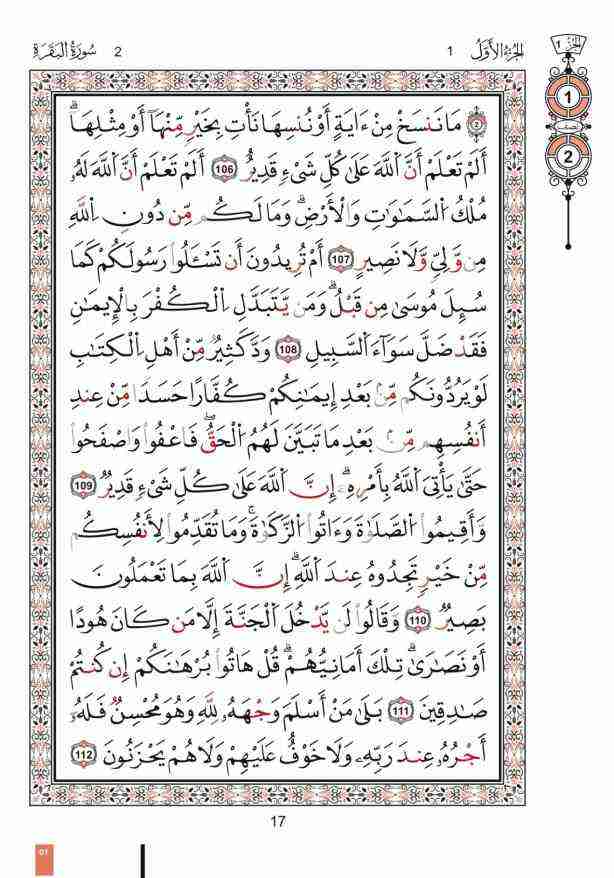 الجزء ١
1
2
الجُزْءُ الأَوَّلُ 1
2 سُورَةُ البَقَرَةِ
مَا نَنسَخْ مِنْ ءَايَةٍ أَوْ نُنسِهَا نَأْتِ بِخَيْرٍ مِّنْهَآ أَوْ مِثْلِهَآۗ
أَلَمْ تَعْلَمْ أَنَّ ٱللَّهَ عَلَىٰ كُلِّ شَىْءٍ قَدِيرٌ 106 أَلَمْ تَعْلَمْ أَنَّ ٱللَّهَ لَهُۥ
مُلْكُ ٱلسَّمَـٰوَٰتِ وَٱلْأَرْضِۗ وَمَا لَكُم مِّن دُونِ ٱللَّهِ
مِن وَلِىٍّ وَلَا نَصِيرٍ 107 أَمْ تُرِيدُونَ أَن تَسْـَٔلُوا۟ رَسُولَكُمْ كَمَا
سُئِلَ مُوسَىٰ مِن قَبْلُۗ وَمَن يَتَبَدَّلِ ٱلْكُفْرَ بِٱلْإِيمَـٰنِ
فَقَدْ ضَلَّ سَوَآءَ ٱلسَّبِيلِ 108 وَدَّ كَثِيرٌ مِّنْ أَهْلِ ٱلْكِتَـٰبِ
لَوْ يَرُدُّونَكُم مِّنۢ بَعْدِ إِيمَـٰنِكُمْ كُفَّارًا حَسَدًا مِّنْ عِندِ
أَنفُسِهِم مِّنۢ بَعْدِ مَا تَبَيَّنَ لَهُمُ ٱلْحَقُّۖ فَٱعْفُوا۟ وَٱصْفَحُوا۟
حَتَّىٰ يَأْتِىَ ٱللَّهُ بِأَمْرِهِۦٓۗ إِنَّ ٱللَّهَ عَلَىٰ كُلِّ شَىْءٍ قَدِيرٌ 109
وَأَقِيمُوا۟ ٱلصَّلَوٰةَ وَءَاتُوا۟ ٱلزَّكَوٰةَۚ وَمَا تُقَدِّمُوا۟ لِأَنفُسِكُم
مِّنْ خَيْرٍ تَجِدُوهُ عِندَ ٱللَّهِۗ إِنَّ ٱللَّهَ بِمَا تَعْمَلُونَ
بَصِيرٌ 110 وَقَالُوا۟ لَن يَدْخُلَ ٱلْجَنَّةَ إِلَّا مَن كَانَ هُودًا
أَوْ نَصَـٰرَىٰۗ تِلْكَ أَمَانِيُّهُمْۗ قُلْ هَاتُوا۟ بُرْهَـٰنَكُمْ إِن كُنتُمْ
صَـٰدِقِينَ 111 بَلَىٰ مَنْ أَسْلَمَ وَجْهَهُۥ لِلَّهِ وَهُوَ مُحْسِنٌ فَلَهُۥٓ
أَجْرُهُۥ عِندَ رَبِّهِۦ وَلَا خَوْفٌ عَلَيْهِمْ وَلَا هُمْ يَحْزَنُونَ 112
17
01